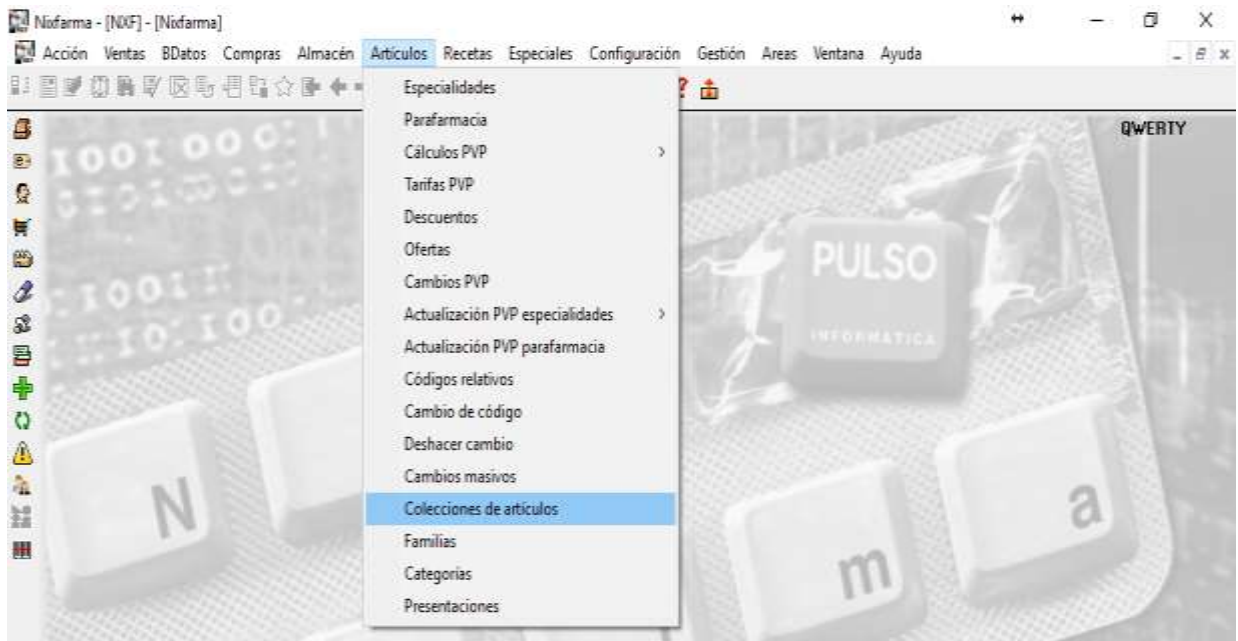 Nixfarma - [NXF] - [Nixfarma]
Acción Ventas BDatos Compras Almacén Artículos Recetas Especiales Configuración Gestión Areas Ventana Ayuda
QWERTY
Especialidades
Parafarmacia
Cálculos PVP
Tarifas PVP
Descuentos
Ofertas
Cambios PVP
Actualización PVP especialidades
Actualización PVP parafarmacia
Códigos relativos
Cambio de código
Deshacer cambio
Cambios masivos
Colecciones de artículos
Familias
Categorías
Presentaciones
PULSO
INFORMATICA
N
m
a